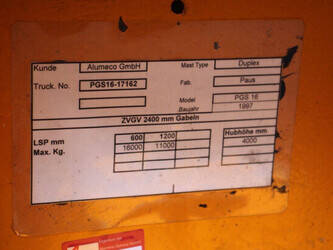 Kunde Alumeco GmbH Mast Type Duplex
Truck. No. PGS16-17162 Fab. Paus
Model PGS 16
Baujahr 1997
ZVGV 2400 mm Gabeln
LSP mm 600 1200 Hubhöhe mm
Max. Kg. 16000 11000 4000